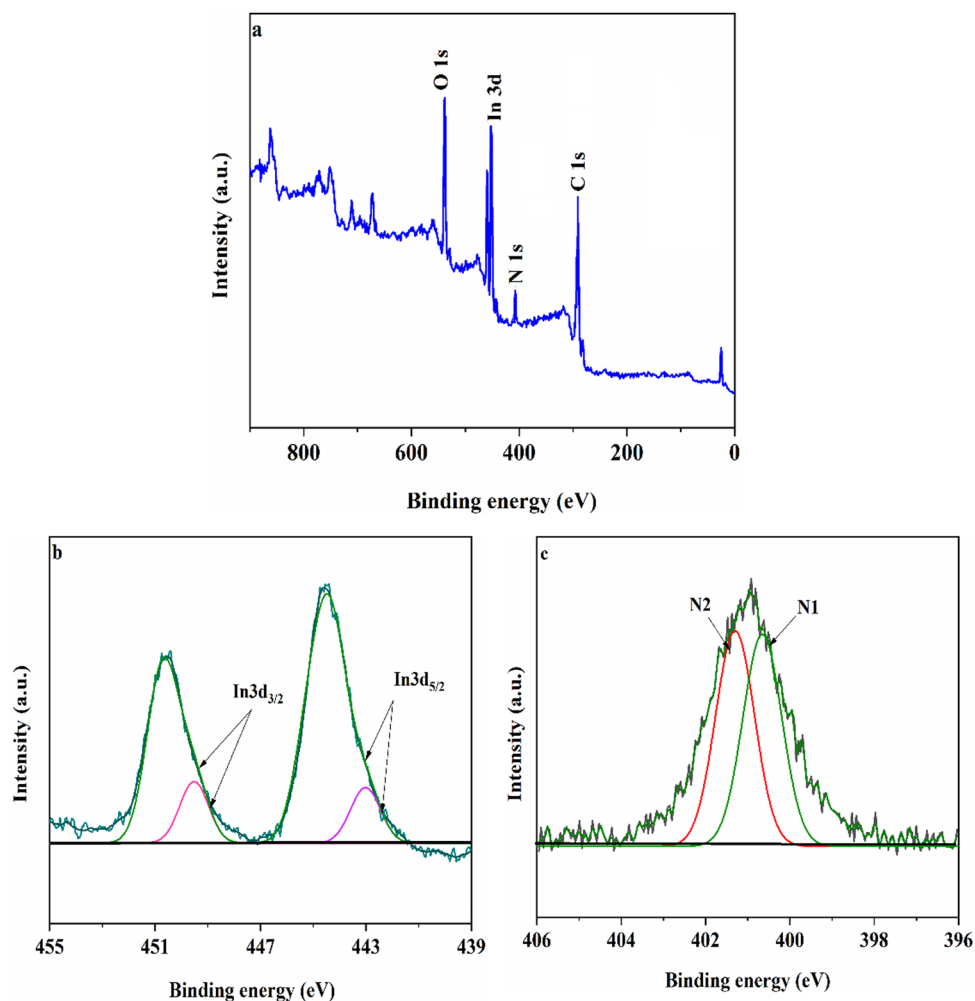 a
O 1s
In 3d
N 1s
C 1s
Intensity (a.u.)
800 600 400 200 0
Binding energy (eV)
b
In3d3/2
In3d5/2
Intensity (a.u.)
455 451 447 443 439
Binding energy (eV)
c
N2
N1
Intensity (a.u.)
406 404 402 400 398 396
Binding energy (eV)